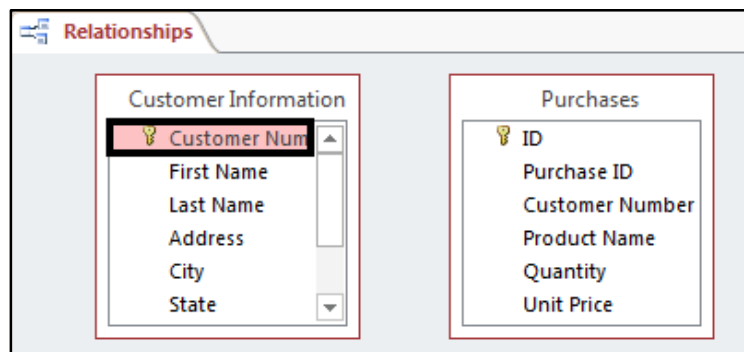 Relationships
Customer Information
Customer Num
First Name
Last Name
Address
City
State
Purchases
ID
Purchase ID
Customer Number
Product Name
Quantity
Unit Price